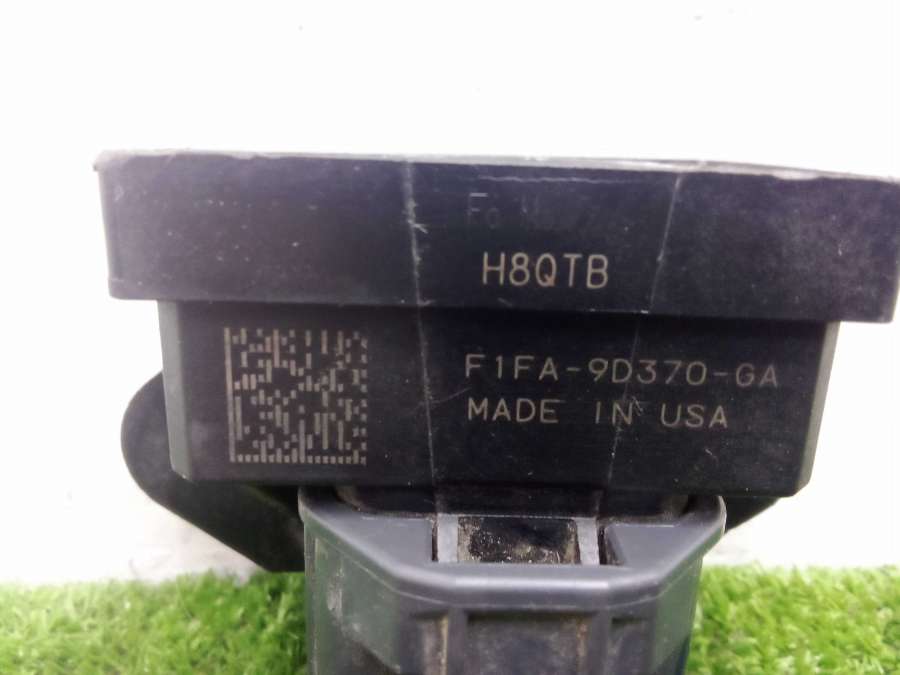 H8QTB
F1FA-9D370-GA
MADE IN USA